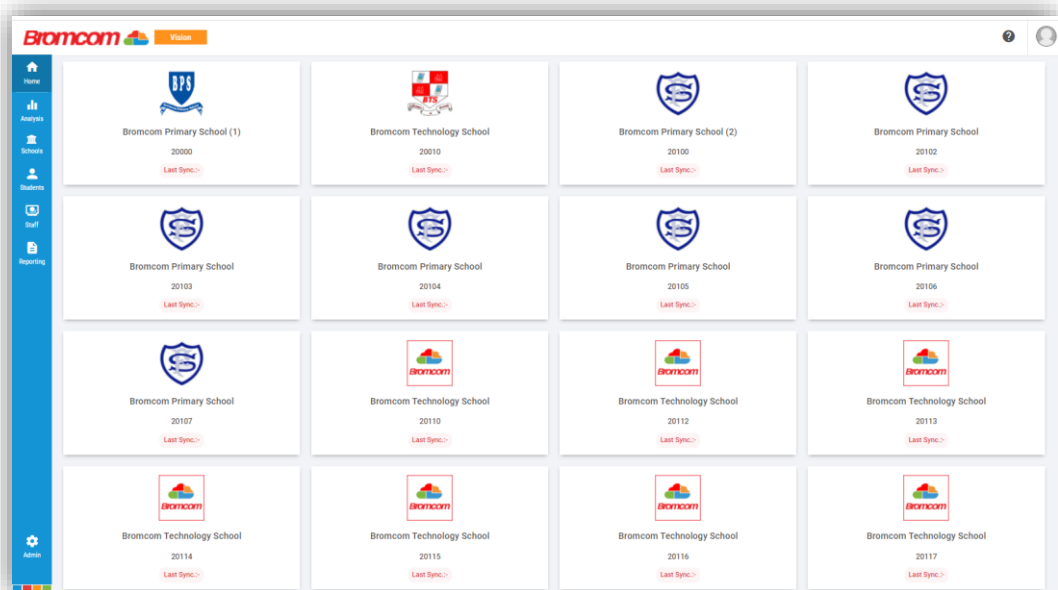 Bromcom Vision
Home
Analysis
Schools
Students
Staff
Reporting
Admin
BPS BTS
Bromcom Primary School (1) Bromcom Technology School Bromcom Primary School (2) Bromcom Primary School
20000 20010 20100 20102
Last Sync.:- Last Sync.:- Last Sync.:- Last Sync.:-
Bromcom Primary School Bromcom Primary School Bromcom Primary School Bromcom Primary School
20103 20104 20105 20106
Last Sync.:- Last Sync.:- Last Sync.:- Last Sync.:-
Bromcom Bromcom Bromcom
Bromcom Primary School Bromcom Technology School Bromcom Technology School Bromcom Technology School
20107 20110 20112 20113
Last Sync.:- Last Sync.:- Last Sync.:- Last Sync.:-
Bromcom Bromcom Bromcom Bromcom
Bromcom Technology School Bromcom Technology School Bromcom Technology School Bromcom Technology School
20114 20115 20116 20117
Last Sync.:- Last Sync.:- Last Sync.:- Last Sync.:-